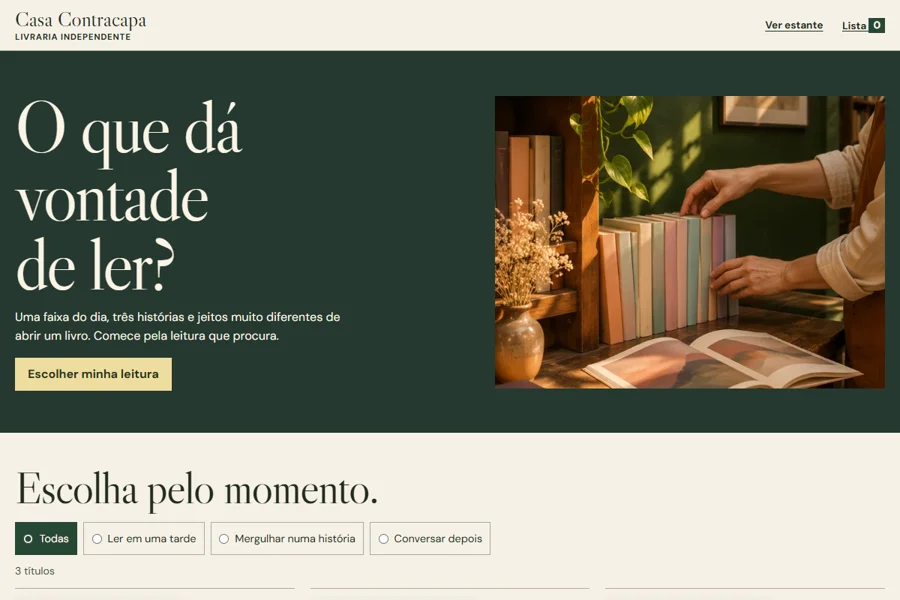 Casa Contracapa
LIVRARIA INDEPENDENTE
Ver estante
Lista 0
O que dá
vontade
de ler?
Uma faixa do dia, três histórias e jeitos muito diferentes de
abrir um livro. Comece pela leitura que procura.
Escolher minha leitura
Escolha pelo momento.
Todas
Ler em uma tarde
Mergulhar numa história
Conversar depois
3 títulos